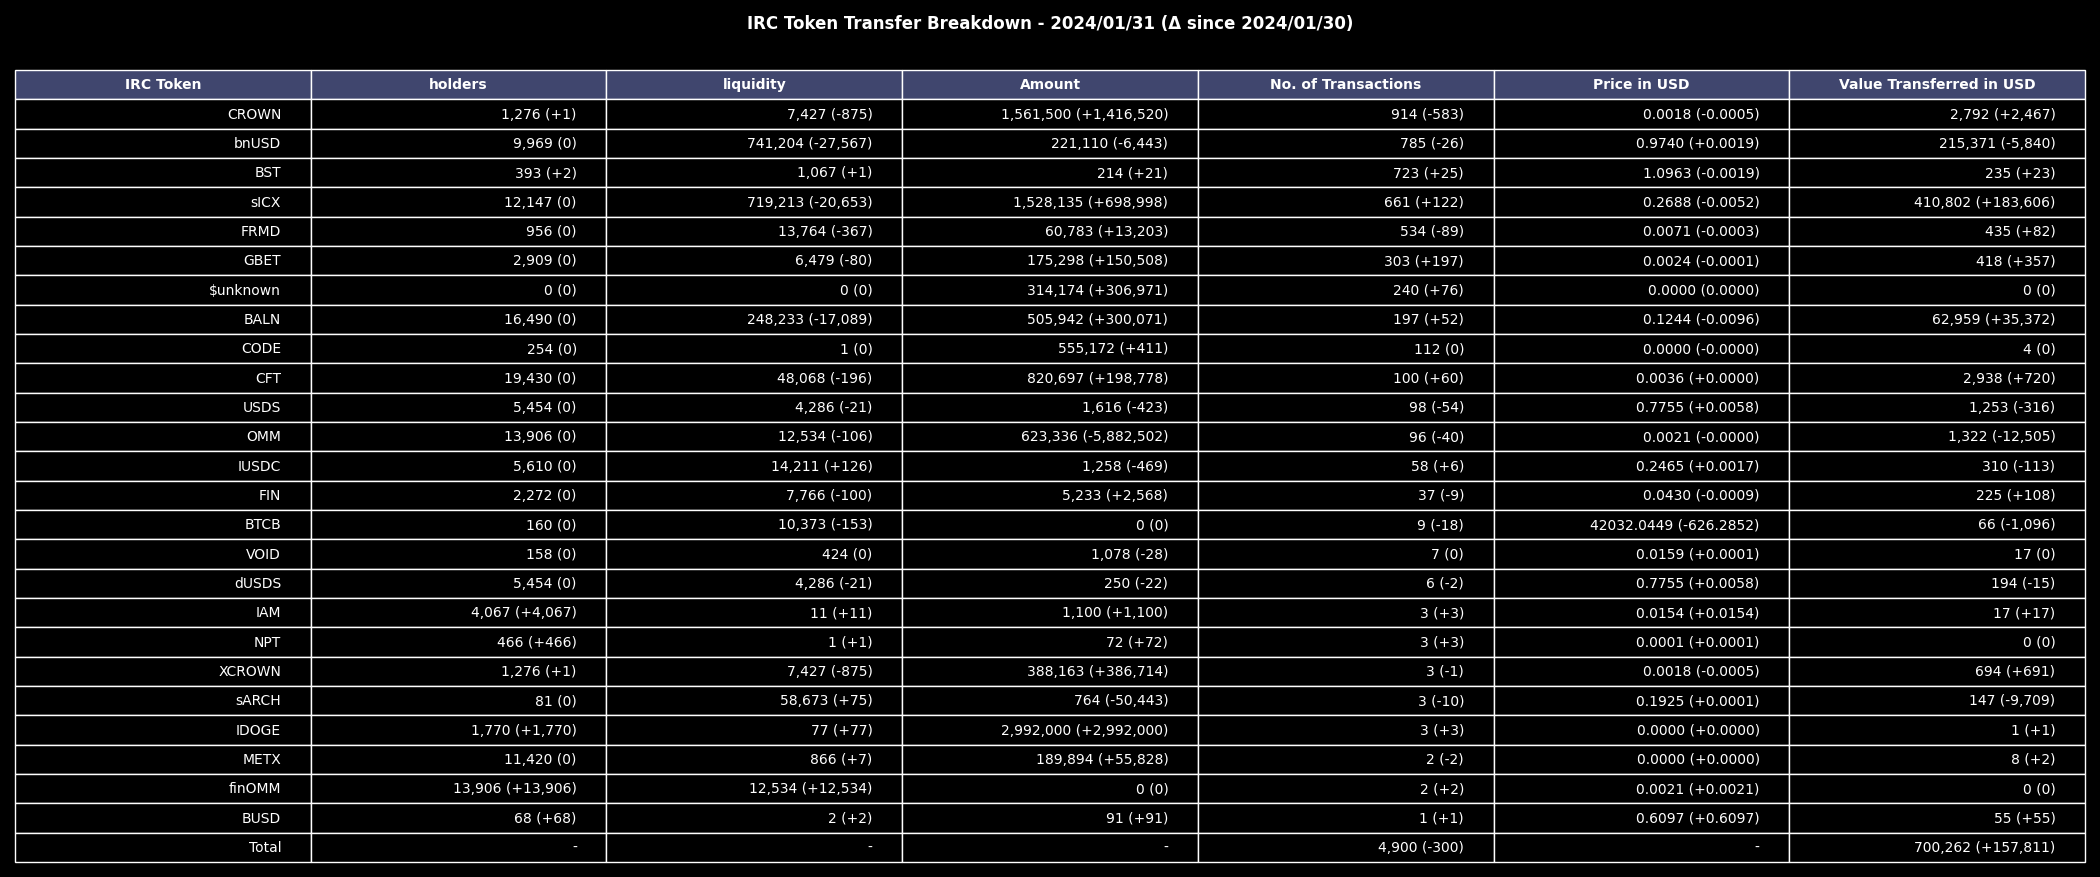 IRC Token Transfer Breakdown - 2024/01/31 (Δ since 2024/01/30)
IRC Token holders liquidity Amount No. of Transactions Price in USD Value Transferred in USD
CROWN 1,276 (+1) 7,427 (-875) 1,561,500 (+1,416,520) 914 (-583) 0.0018 (-0.0005) 2,792 (+2,467)
bnUSD 9,969 (0) 741,204 (-27,567) 221,110 (-6,443) 785 (-26) 0.9740 (+0.0019) 215,371 (-5,840)
BST 393 (+2) 1,067 (+1) 214 (+21) 723 (+25) 1.0963 (-0.0019) 235 (+23)
sICX 12,147 (0) 719,213 (-20,653) 1,528,135 (+698,998) 661 (+122) 0.2688 (-0.0052) 410,802 (+183,606)
FRMD 956 (0) 13,764 (-367) 60,783 (+13,203) 534 (-89) 0.0071 (-0.0003) 435 (+82)
GBET 2,909 (0) 6,479 (-80) 175,298 (+150,508) 303 (+197) 0.0024 (-0.0001) 418 (+357)
$unknown 0 (0) 0 (0) 314,174 (+306,971) 240 (+76) 0.0000 (0.0000) 0 (0)
BALN 16,490 (0) 248,233 (-17,089) 505,942 (+300,071) 197 (+52) 0.1244 (-0.0096) 62,959 (+35,372)
CODE 254 (0) 1 (0) 555,172 (+411) 112 (0) 0.0000 (-0.0000) 4 (0)
CFT 19,430 (0) 48,068 (-196) 820,697 (+198,778) 100 (+60) 0.0036 (+0.0000) 2,938 (+720)
USDS 5,454 (0) 4,286 (-21) 1,616 (-423) 98 (-54) 0.7755 (+0.0058) 1,253 (-316)
OMM 13,906 (0) 12,534 (-106) 623,336 (-5,882,502) 96 (-40) 0.0021 (-0.0000) 1,322 (-12,505)
IUSDC 5,610 (0) 14,211 (+126) 1,258 (-469) 58 (+6) 0.2465 (+0.0017) 310 (-113)
FIN 2,272 (0) 7,766 (-100) 5,233 (+2,568) 37 (-9) 0.0430 (-0.0009) 225 (+108)
BTCB 160 (0) 10,373 (-153) 0 (0) 9 (-18) 42032.0449 (-626.2852) 66 (-1,096)
VOID 158 (0) 424 (0) 1,078 (-28) 7 (0) 0.0159 (+0.0001) 17 (0)
dUSDS 5,454 (0) 4,286 (-21) 250 (-22) 6 (-2) 0.7755 (+0.0058) 194 (-15)
IAM 4,067 (+4,067) 11 (+11) 1,100 (+1,100) 3 (+3) 0.0154 (+0.0154) 17 (+17)
NPT 466 (+466) 1 (+1) 72 (+72) 3 (+3) 0.0001 (+0.0001) 0 (0)
XCROWN 1,276 (+1) 7,427 (-875) 388,163 (+386,714) 3 (-1) 0.0018 (-0.0005) 694 (+691)
sARCH 81 (0) 58,673 (+75) 764 (-50,443) 3 (-10) 0.1925 (+0.0001) 147 (-9,709)
IDOGE 1,770 (+1,770) 77 (+77) 2,992,000 (+2,992,000) 3 (+3) 0.0000 (+0.0000) 1 (+1)
METX 11,420 (0) 866 (+7) 189,894 (+55,828) 2 (-2) 0.0000 (+0.0000) 8 (+2)
finOMM 13,906 (+13,906) 12,534 (+12,534) 0 (0) 2 (+2) 0.0021 (+0.0021) 0 (0)
BUSD 68 (+68) 2 (+2) 91 (+91) 1 (+1) 0.6097 (+0.6097) 55 (+55)
Total - - - 4,900 (-300) - 700,262 (+157,811)